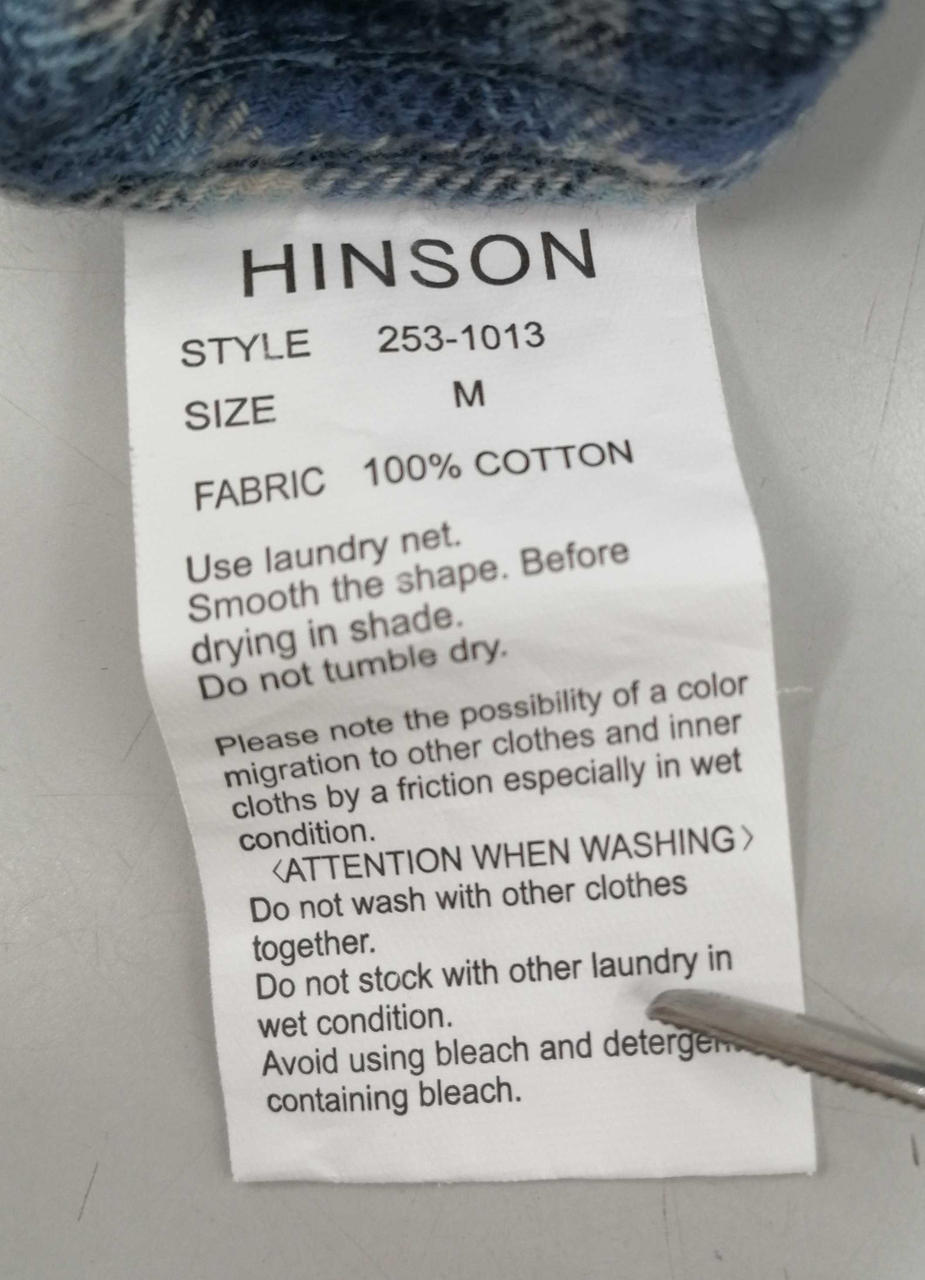 HINSON
STYLE 253-1013
SIZE M
FABRIC 100% COTTON
Use laundry net.
Smooth the shape. Before
drying in shade.
Do not tumble dry.
Please note the possibility of a color
migration to other clothes and inner
cloths by a friction especially in wet
condition.
〈ATTENTION WHEN WASHING〉
Do not wash with other clothes
together.
Do not stock with other laundry in
wet condition.
Avoid using bleach and detergent
containing bleach.